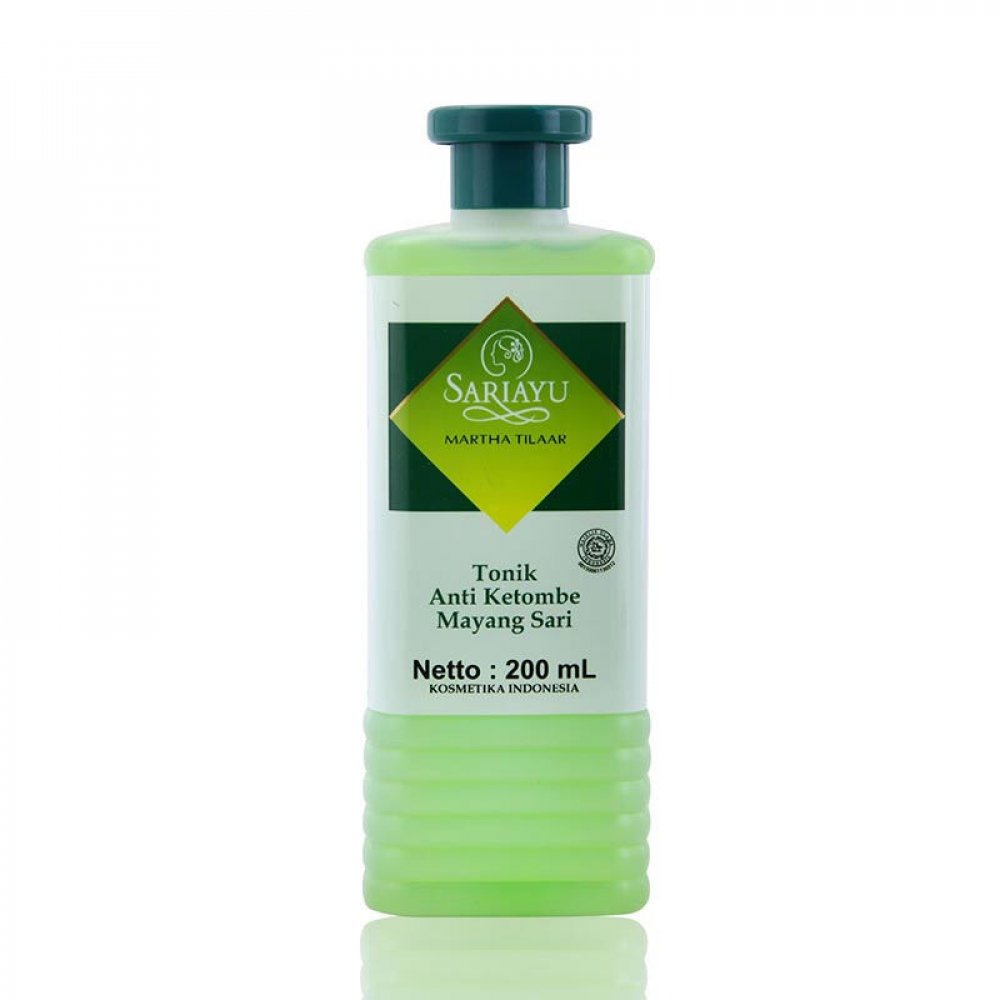 SARIAYU
MARTHA TILAAR
Tonik
Anti Ketombe
Mayang Sari
Netto : 200 mL
KOSMETIKA INDONESIA